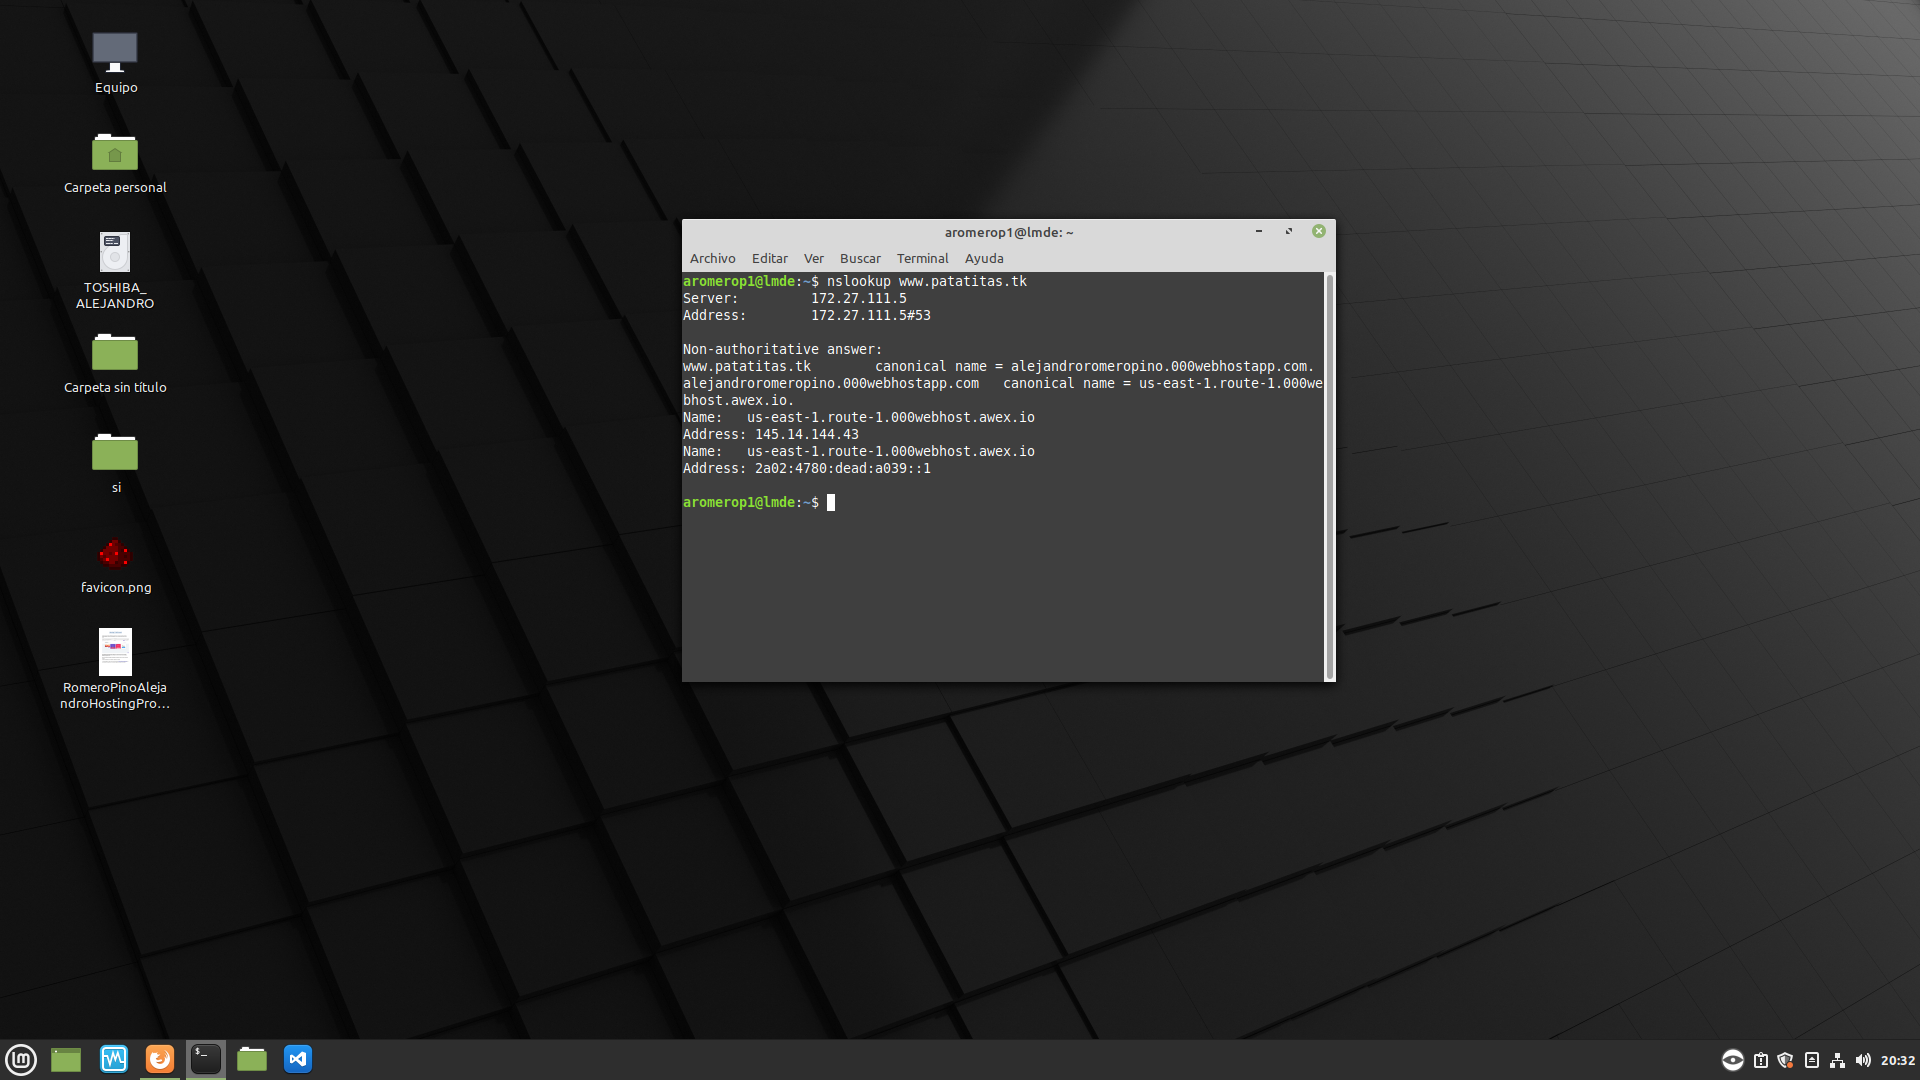 Equipo
Carpeta personal
TOSHIBA_
ALEJANDRO
Carpeta sin título
si
favicon.png
RomeroPinoAleja
ndroHostingPro...
aromerop1@lmde: ~
Archivo Editar Ver Buscar Terminal Ayuda
aromerop1@lmde:~$ nslookup www.patatitas.tk
Server: 172.27.111.5
Address: 172.27.111.5#53
Non-authoritative answer:
www.patatitas.tk canonical name = alejandroromeropino.000webhostapp.com.
alejandroromeropino.000webhostapp.com canonical name = us-east-1.route-1.000we
bhost.awex.io.
Name: us-east-1.route-1.000webhost.awex.io
Address: 145.14.144.43
Name: us-east-1.route-1.000webhost.awex.io
Address: 2a02:4780:dead:a039::1
aromerop1@lmde:~$
$_
20:32